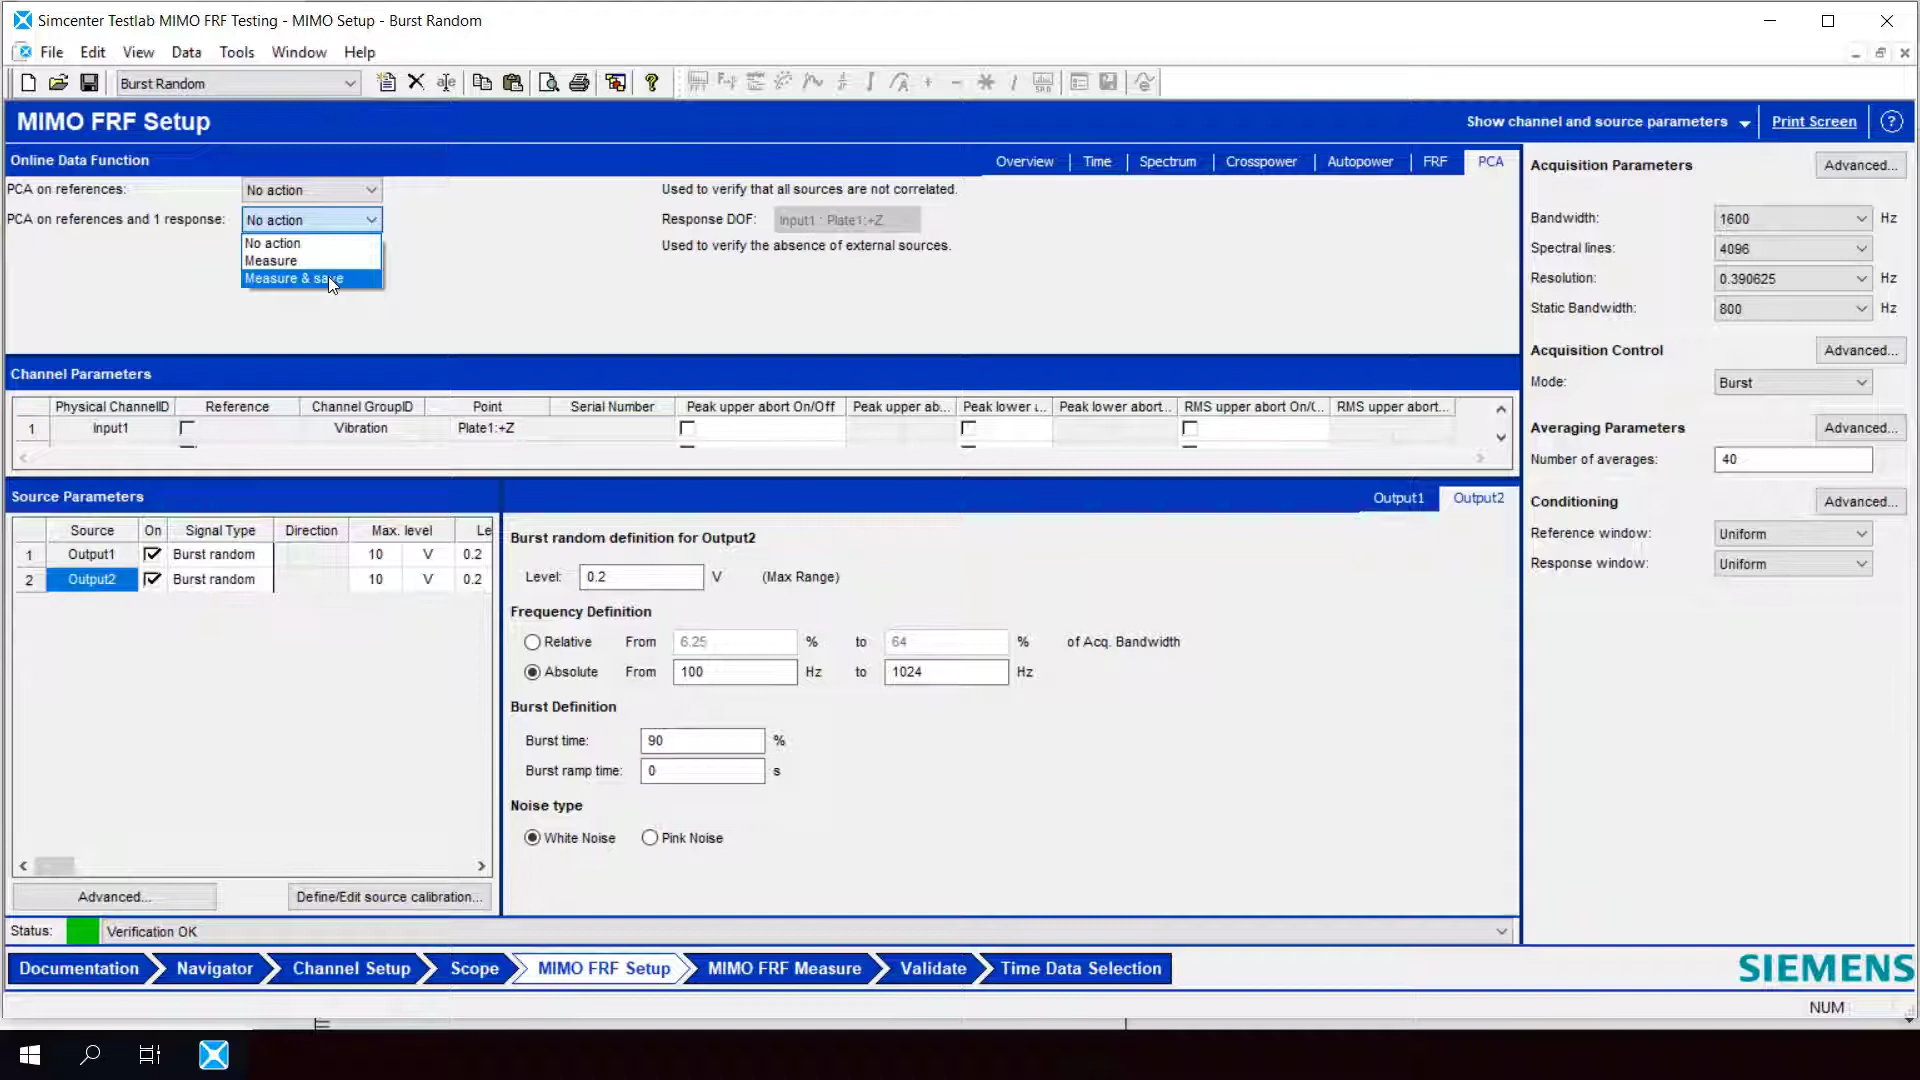 Simcenter Testlab MIMO FRF Testing - MIMO Setup - Burst Random
File Edit View Data Tools Window Help
Burst Random
MIMO FRF Setup
Show channel and source parameters
Print Screen
Online Data Function
Overview Time Spectrum Crosspower Autopower FRF PCA
PCA on references: No action
Used to verify that all sources are not correlated.
PCA on references and 1 response: No action
Response DOF: Input1 : Plate1:+Z
No action
Used to verify the absence of external sources.
Measure
Measure & save
Acquisition Parameters Advanced...
Bandwidth: 1600 Hz
Spectral lines: 4096
Resolution: 0.390625 Hz
Static Bandwidth: 800 Hz
Acquisition Control Advanced...
Mode: Burst
Averaging Parameters Advanced...
Number of averages: 40
Conditioning Advanced...
Reference window: Uniform
Response window: Uniform
Channel Parameters
Physical ChannelID Reference Channel GroupID Point Serial Number Peak upper abort On/Off Peak upper ab... Peak lower ... Peak lower abort... RMS upper abort On/(... RMS upper abort...
1 Input1 Vibration Plate1:+Z
Source Parameters
Source On Signal Type Direction Max. level Le
1 Output1 Burst random 10 V 0.2
2 Output2 Burst random 10 V 0.2
Advanced... Define/Edit source calibration...
Output1 Output2
Burst random definition for Output2
Level: 0.2 V (Max Range)
Frequency Definition
Relative From 6.25 % to 64 % of Acq. Bandwidth
Absolute From 100 Hz to 1024 Hz
Burst Definition
Burst time: 90 %
Burst ramp time: 0 s
Noise type
White Noise Pink Noise
Status: Verification OK
Documentation Navigator Channel Setup Scope MIMO FRF Setup MIMO FRF Measure Validate Time Data Selection
SIEMENS
NUM